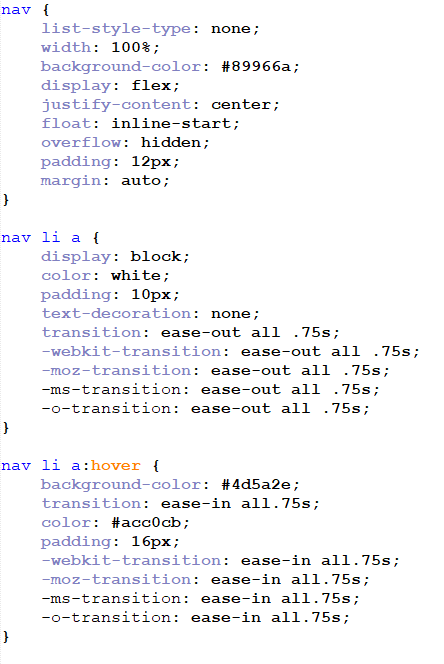 nav {
    list-style-type: none;
    width: 100%;
    background-color: #89966a;
    display: flex;
    justify-content: center;
    float: inline-start;
    overflow: hidden;
    padding: 12px;
    margin: auto;
}

nav li a {
    display: block;
    color: white;
    padding: 10px;
    text-decoration: none;
    transition: ease-out all .75s;
    -webkit-transition: ease-out all .75s;
    -moz-transition: ease-out all .75s;
    -ms-transition: ease-out all .75s;
    -o-transition: ease-out all .75s;
}

nav li a:hover {
    background-color: #4d5a2e;
    transition: ease-in all.75s;
    color: #acc0cb;
    padding: 16px;
    -webkit-transition: ease-in all.75s;
    -moz-transition: ease-in all.75s;
    -ms-transition: ease-in all.75s;
    -o-transition: ease-in all.75s;
}